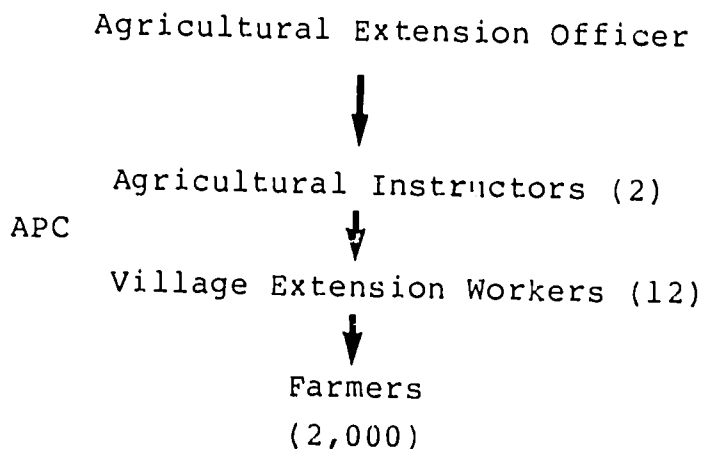 Agricultural Extension Officer
Agricultural Instructors (2)
APC
Village Extension Workers (12)
Farmers
(2,000)